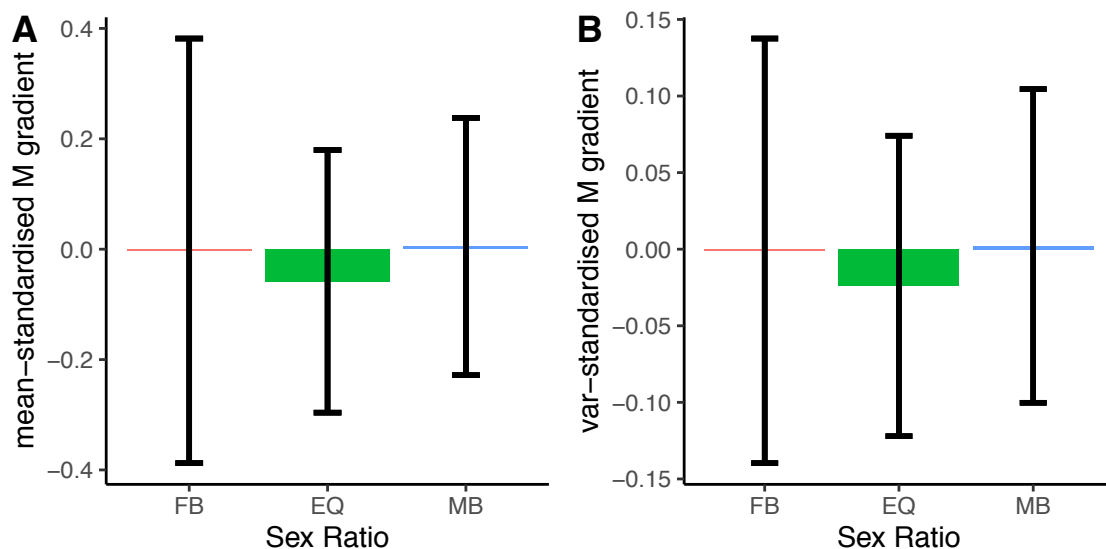 A
mean−standardised M gradient
0.4
0.2
0.0
−0.2
−0.4
FB EQ MB
Sex Ratio
B
var−standardised M gradient
0.15
0.10
0.05
0.00
−0.05
−0.10
−0.15
FB EQ MB
Sex Ratio